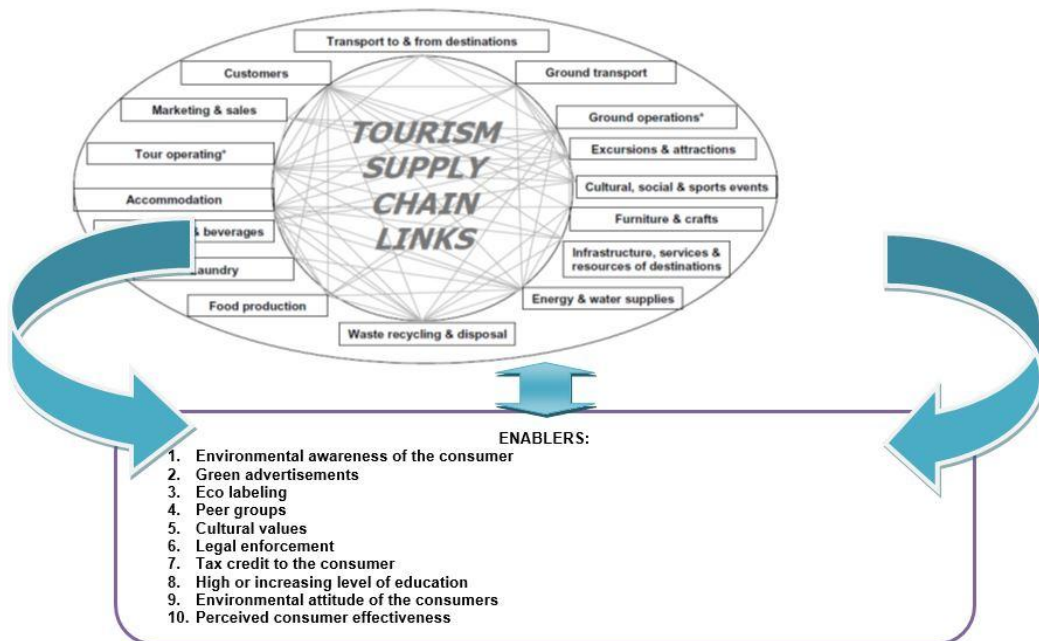 Transport to & from destinations
Customers
Ground transport
Marketing & sales
Ground operations*
Tour operating*
Excursions & attractions
Cultural, social & sports events
Accommodation
Furniture & crafts
& beverages
Infrastructure, services &
resources of destinations
aundry
Energy & water supplies
Food production
Waste recycling & disposal
TOURISM
SUPPLY
CHAIN
LINKS
ENABLERS:
1. Environmental awareness of the consumer
2. Green advertisements
3. Eco labeling
4. Peer groups
5. Cultural values
6. Legal enforcement
7. Tax credit to the consumer
8. High or increasing level of education
9. Environmental attitude of the consumers
10. Perceived consumer effectiveness